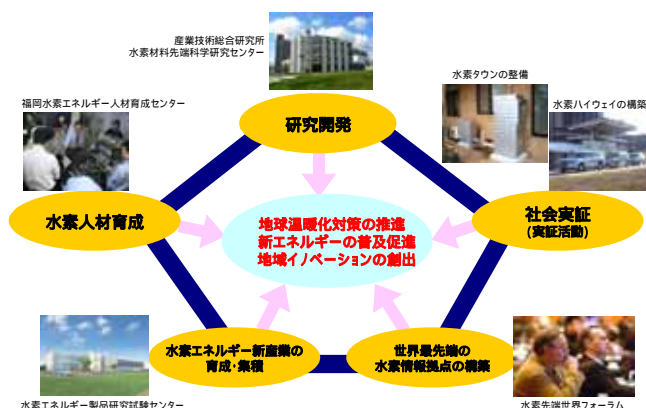 産業技術総合研究所
水素材料先端科学研究センター
水素タウンの整備
水素ハイウェイの構築
福岡水素エネルギー人材育成センター
研究開発
水素人材育成
社会実証
(実証活動)
地球温暖化対策の推進
新エネルギーの普及促進
地域イノベーションの創出
水素エネルギー新産業の
育成・集積
世界最先端の
水素情報拠点の構築
水素エネルギー製品研究試験センター
水素先端世界フォーラム